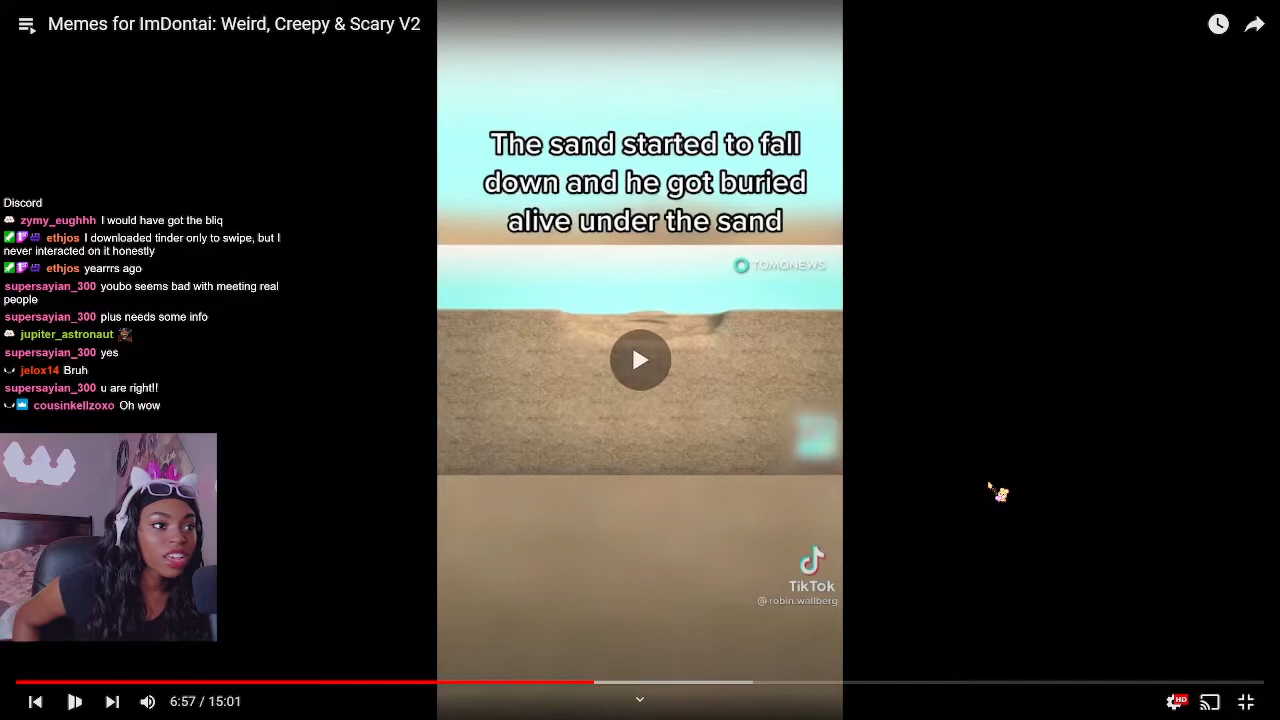 Memes for ImDontai: Weird, Creepy & Scary V2
The sand started to fall
down and he got buried
alive under the sand
TOMONEWS
Discord
zymy_eughhh I would have got the bliq
ethjos I downloaded tinder only to swipe, but I
never interacted on it honestly
ethjos yearrrs ago
supersayian_300 youbo seems bad with meeting real
people
supersayian_300 plus needs some info
jupiter_astronaut
supersayian_300 yes
jelox14 Bruh
supersayian_300 u are right!!
cousinkellzoxo Oh wow
TikTok
@robin.wallberg
6:57 / 15:01
HD